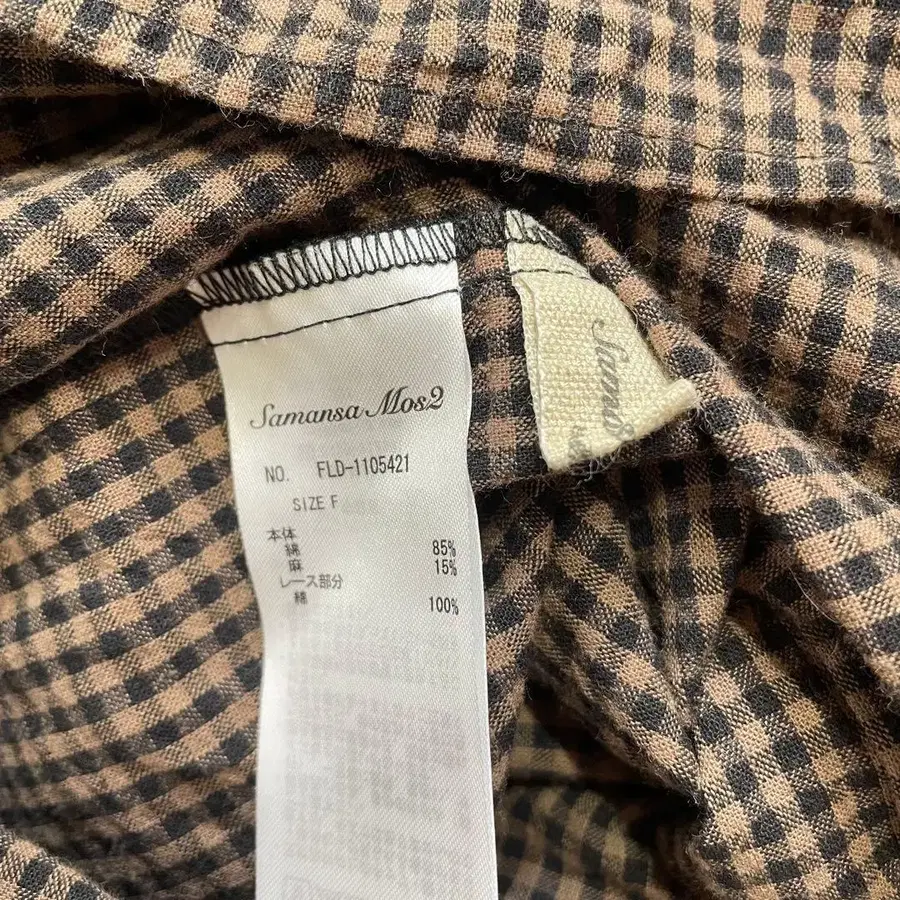 Samansa Mos2
NO. FLD-1105421
SIZE F
本体
綿 85%
麻 15%
レース部分
綿 100%